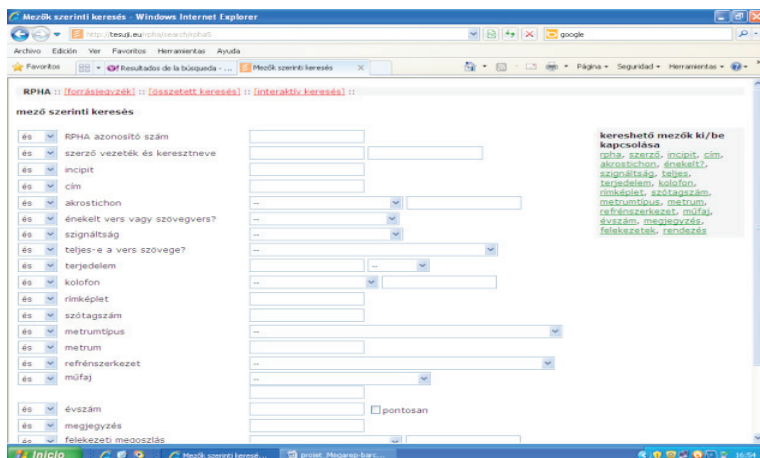 Mezők szerinti keresés - Windows Internet Explorer
http://tesuji.eu/rpha/search/rpha5
google
Archivo Edición Ver Favoritos Herramientas Ayuda
Favoritos Resultados de la búsqueda - ... Mezők szerinti keresés Página Seguridad Herramientas
RPHA :: [forrásjegyzék] :: [összetett keresés] :: [interaktív keresés] ::
mező szerinti keresés
és RPHA azonosító szám
és szerző vezeték és keresztneve
és incipit
és cím
és akrosztichon --
és énekelt vers vagy szövegvers? --
és szignáltság --
és teljes-e a vers szövege? --
és terjedelem --
és kolofon --
és rímképlet
és szótagszám
és metrumtípus --
és metrum
és refrénszerkezet --
és műfaj --
és évszám pontosan
és megjegyzés
és felekezeti megoszlás --
kereshető mezők ki/be
kapcsolása
rpha, szerző, incipit, cím,
akrostichon, énekelt?,
szignáltság, teljes,
terjedelem, kolofon,
rímképlet, szótagszám,
metrumtípus, metrum,
refrénszerkezet, műfaj,
évszám, megjegyzés,
felekezetek, rendezés
Inicio Mezők szerinti keresé... projet_Megarep-barc... 16:54